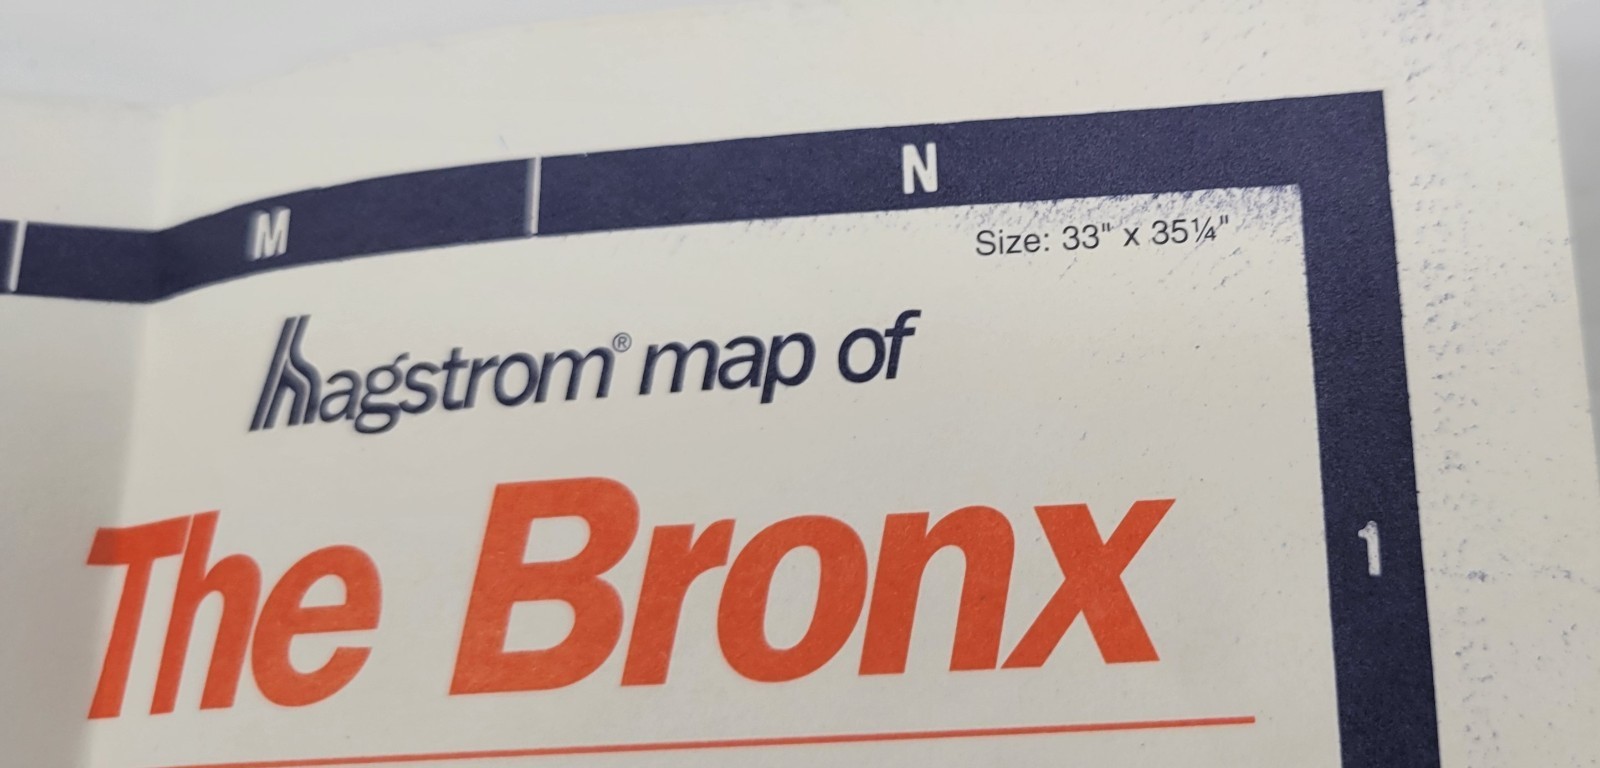 M
N
Size: 33" x 35¼"
hagstrom® map of
The Bronx
1